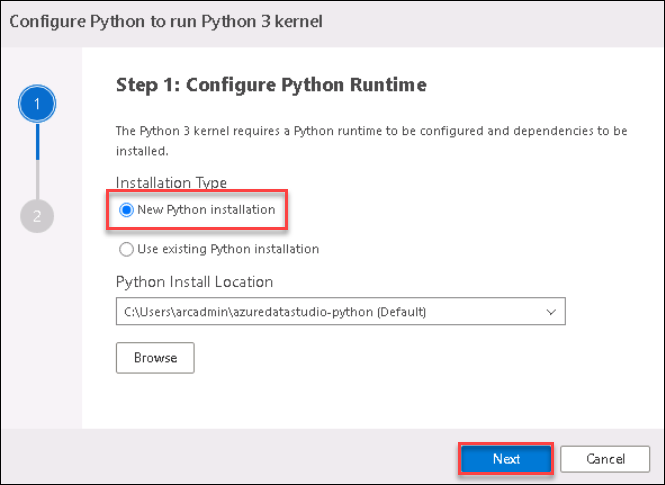 Configure Python to run Python 3 kernel
1
2
Step 1: Configure Python Runtime
The Python 3 kernel requires a Python runtime to be configured and dependencies to be
installed.
Installation Type
New Python installation
Use existing Python installation
Python Install Location
C:\Users\arcadmin\azuredatastudio-python (Default)
Browse
Next
Cancel